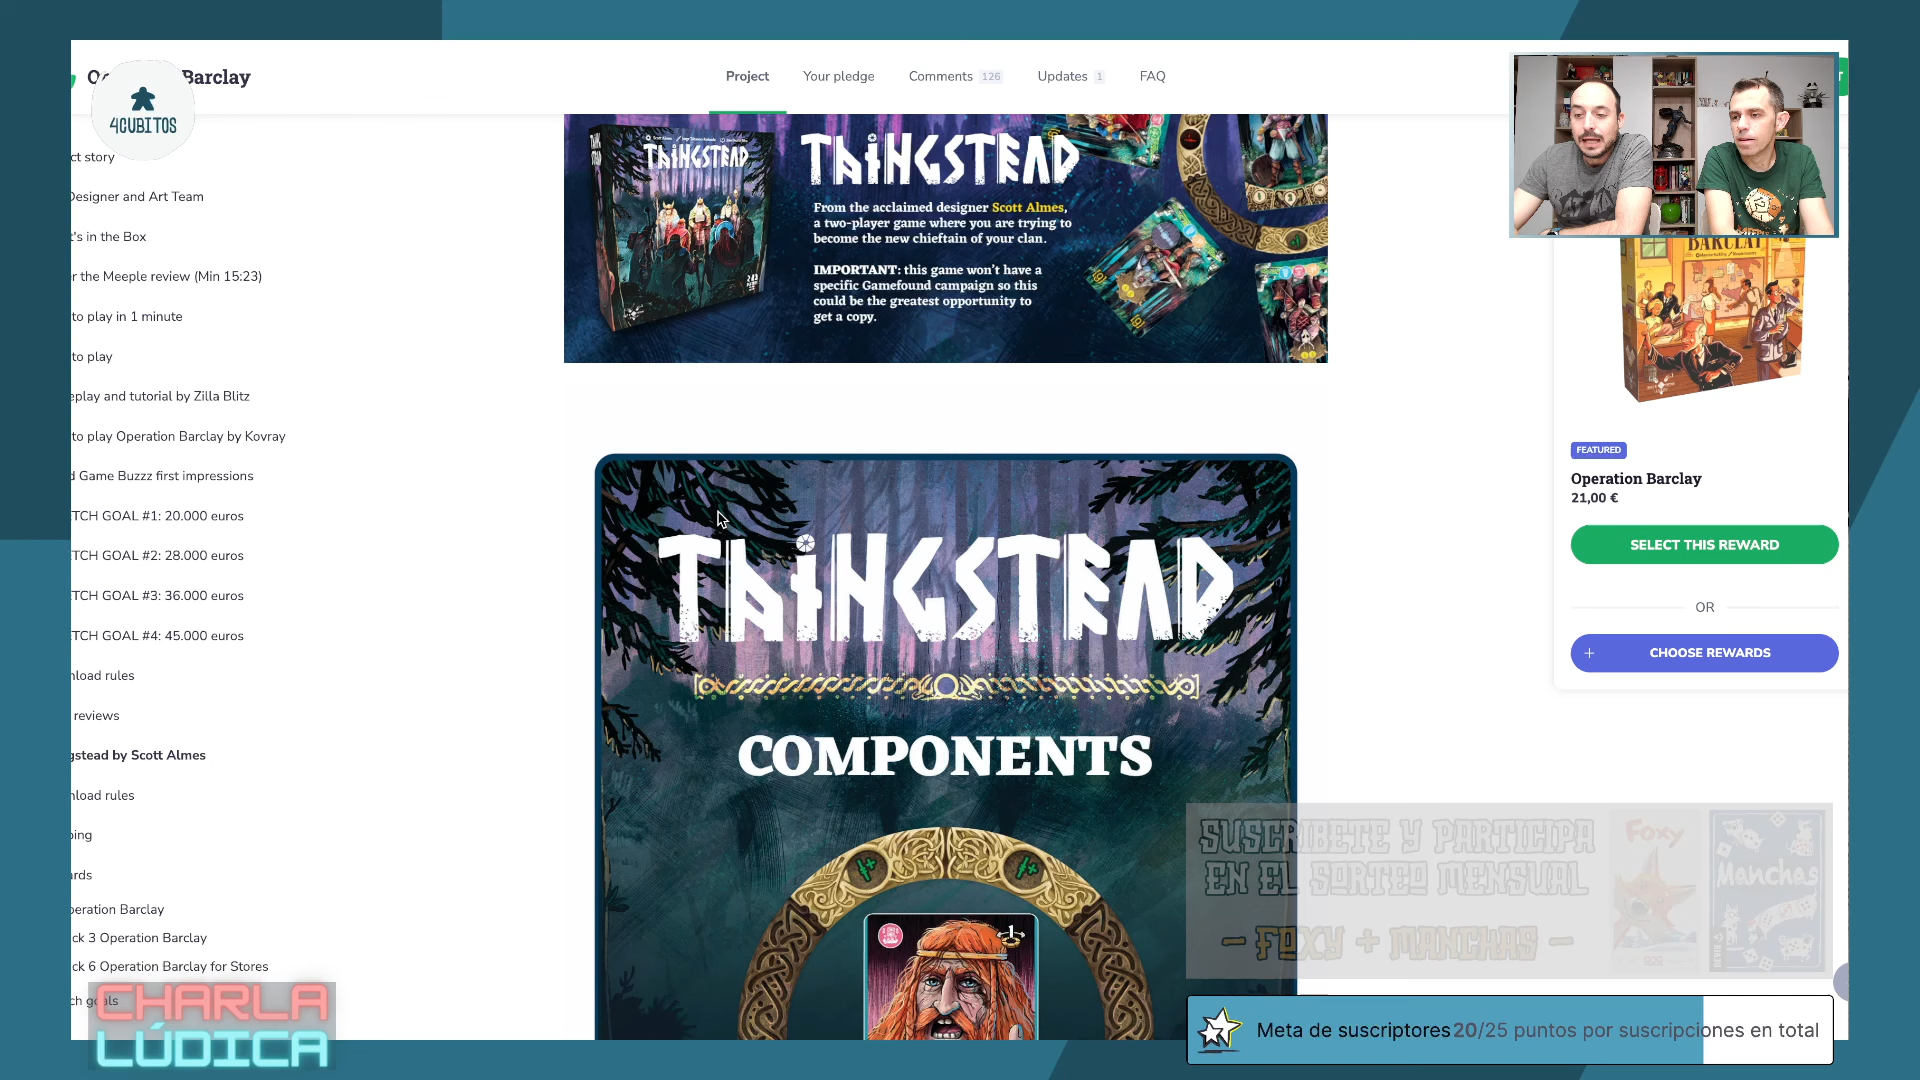 Barclay
4CUBITOS
Project
Your pledge
Comments 126
Updates 1
FAQ
ct story
Designer and Art Team
t's in the Box
r the Meeple review (Min 15:23)
to play in 1 minute
to play
eplay and tutorial by Zilla Blitz
to play Operation Barclay by Kovray
d Game Buzzz first impressions
TCH GOAL #1: 20.000 euros
TCH GOAL #2: 28.000 euros
TCH GOAL #3: 36.000 euros
TCH GOAL #4: 45.000 euros
nload rules
reviews
gstead by Scott Almes
nload rules
ping
ards
peration Barclay
ck 3 Operation Barclay
ck 6 Operation Barclay for Stores
ch goals
CHARLA
LÚDICA
THINGSTEAD
THINGSTEAD
From the acclaimed designer Scott Almes,
a two-player game where you are trying to
become the new chieftain of your clan.
IMPORTANT: this game won't have a
specific Gamefound campaign so this
could be the greatest opportunity to
get a copy.
THINGSTEAD
COMPONENTS
1
BARCLAY
FEATURED
Operation Barclay
21,00 €
SELECT THIS REWARD
OR
+ CHOOSE REWARDS
SUSCRIBETE Y PARTICIPA
EN EL SORTEO MENSUAL
- FOXY + MANCHAS -
Foxy
Manchas
Meta de suscriptores 20/25 puntos por suscripciones en total